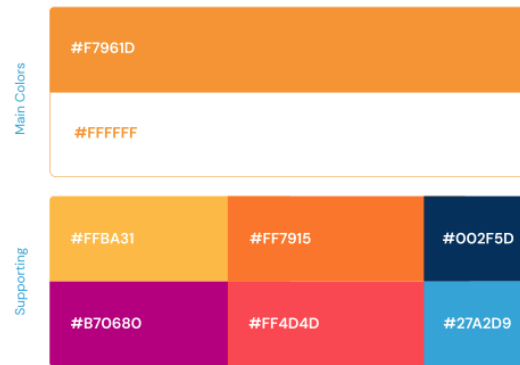 Main Colors
#F7961D
#FFFFFF
Supporting
#FFBA31
#FF7915
#002F5D
#B70680
#FF4D4D
#27A2D9